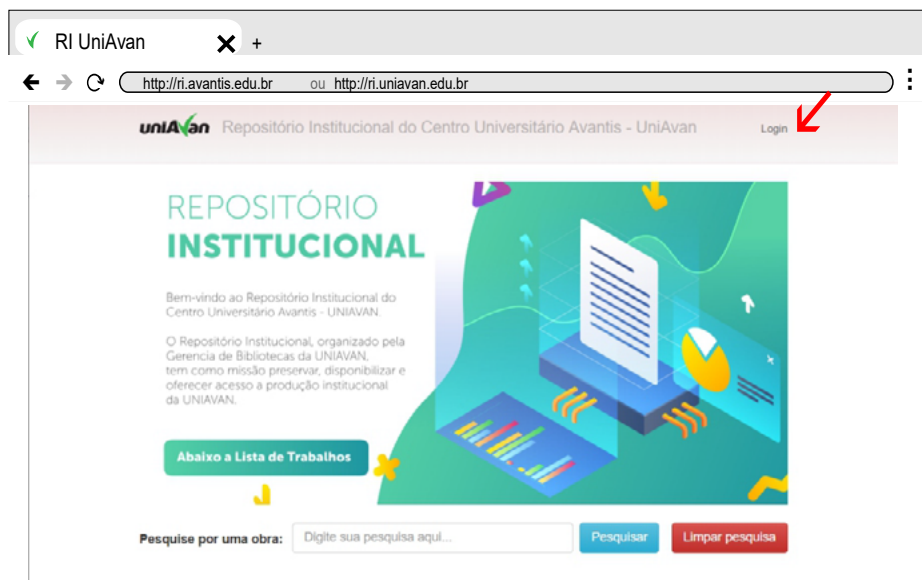 RI UniAvan
+
http://ri.avantis.edu.br ou http://ri.uniavan.edu.br
uniAvan Repositório Institucional do Centro Universitário Avantis - UniAvan Login
REPOSITÓRIO
INSTITUCIONAL
Bem-vindo ao Repositório Institucional do
Centro Universitário Avantis - UNIAVAN.
O Repositório Institucional, organizado pela
Gerencia de Bibliotecas da UNIAVAN,
tem como missão preservar, disponibilizar e
oferecer acesso a produção institucional
da UNIAVAN.
Abaixo a Lista de Trabalhos
Pesquise por uma obra: Digite sua pesquisa aqui... Pesquisar Limpar pesquisa